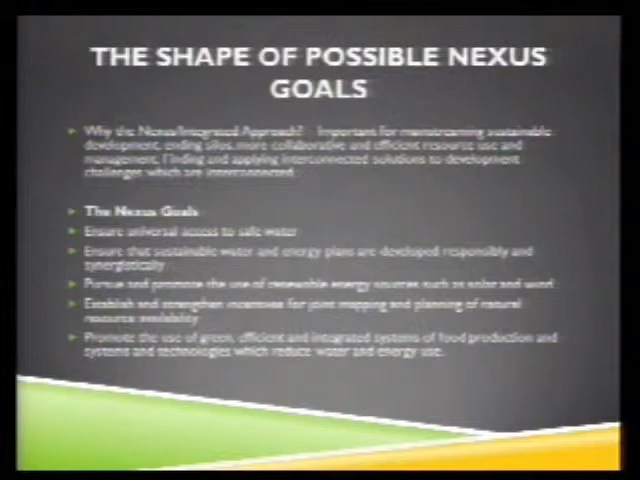 THE SHAPE OF POSSIBLE NEXUS
GOALS
Why the Nexus/Integrated Approach? Important for mainstreaming sustainable
development, ending silos, more collaborative and efficient resource use and
management. Finding and applying interconnected solutions to development
challenges which are interconnected
The Nexus Goals
Ensure universal access to safe water
Ensure that sustainable water and energy plans are developed responsibly and
synergistically
Pursue and promote the use of renewable energy sources such as solar and wind
Establish and strengthen incentives for joint mapping and planning of natural
resource availability
Promote the use of green, efficient and integrated systems of food production and
systems and technologies which reduce water and energy use.